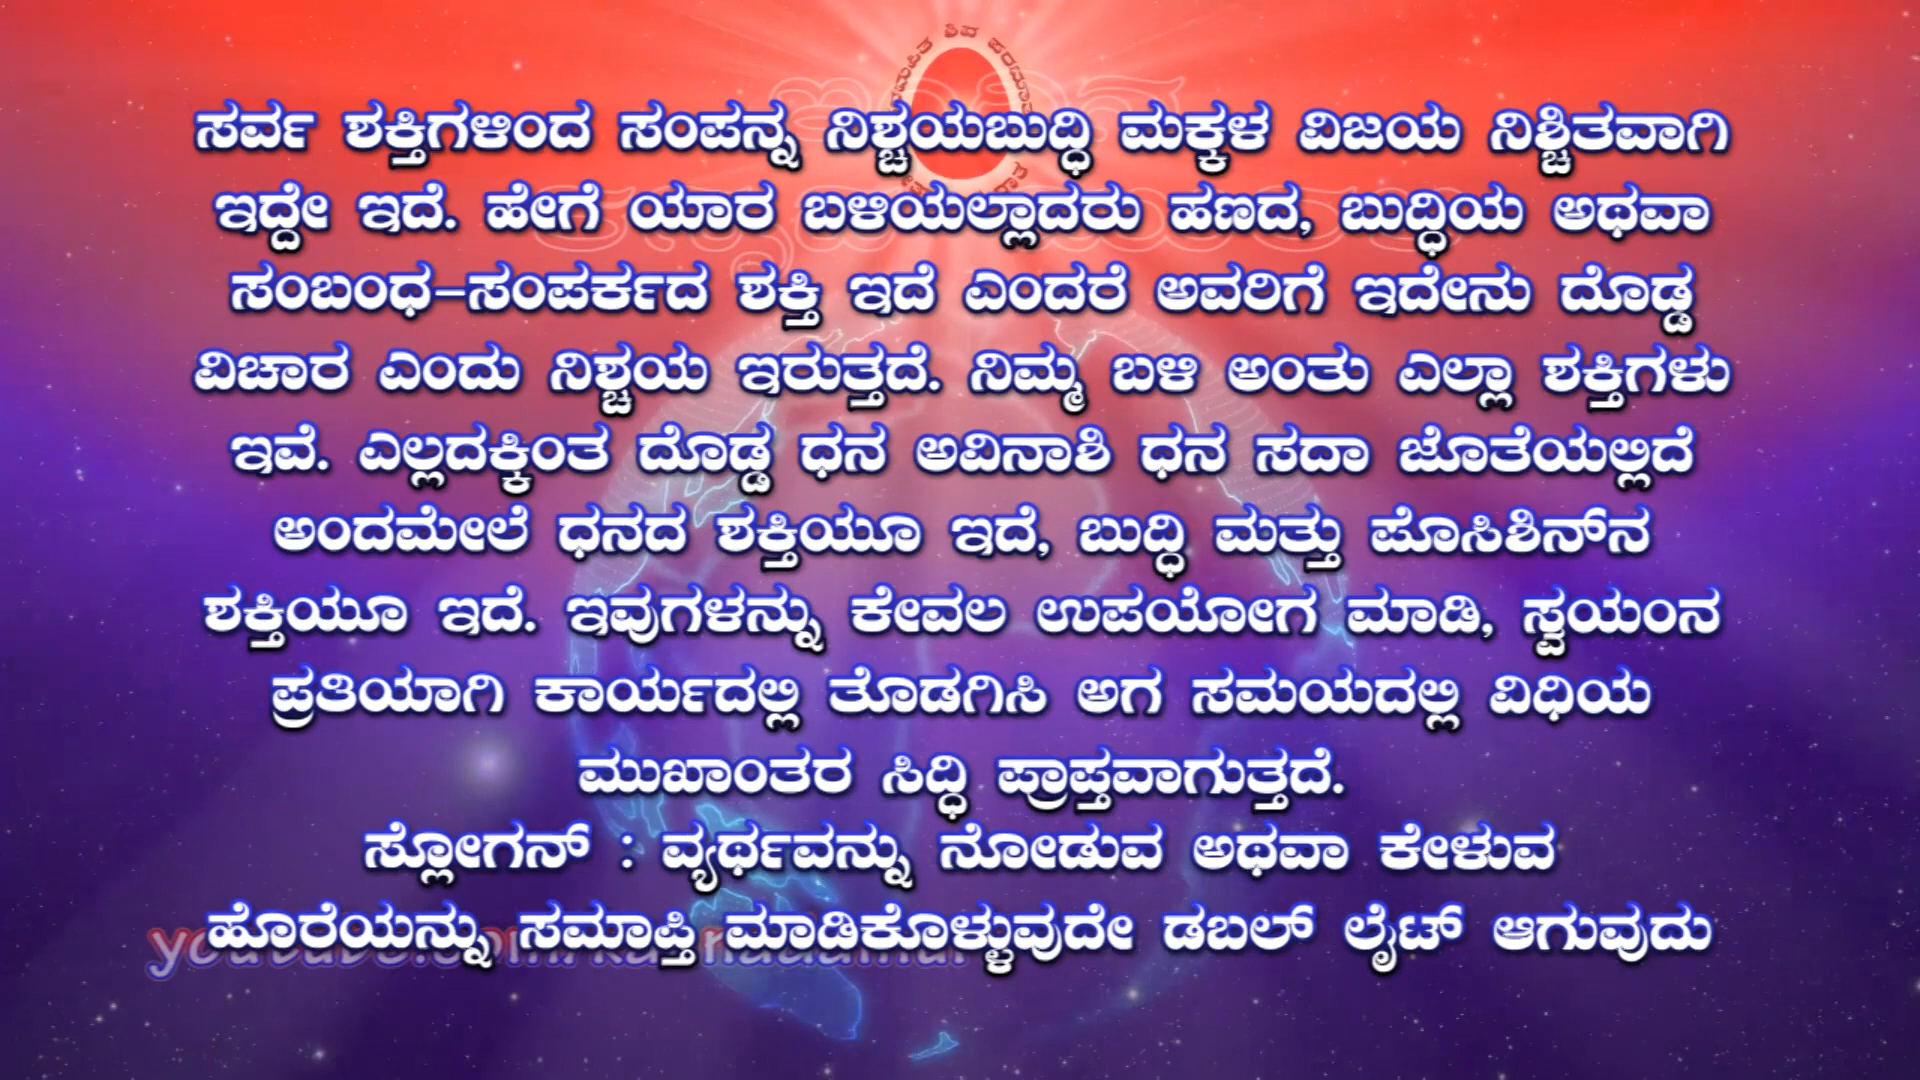 ಸರ್ವ ಶಕ್ತಿಗಳಿಂದ ಸಂಪನ್ನ ನಿಶ್ಚಯಬುದ್ಧಿ ಮಕ್ಕಳ ವಿಜಯ ನಿಶ್ಚಿತವಾಗಿ
ಇದ್ದೇ ಇದೆ. ಹೇಗೆ ಯಾರ ಬಳಿಯಲ್ಲಾದರು ಹಣದ, ಬುದ್ಧಿಯ ಅಥವಾ
ಸಂಬಂಧ-ಸಂಪರ್ಕದ ಶಕ್ತಿ ಇದೆ ಎಂದರೆ ಅವರಿಗೆ ಇದೇನು ದೊಡ್ಡ
ವಿಚಾರ ಎಂದು ನಿಶ್ಚಯ ಇರುತ್ತದೆ. ನಿಮ್ಮ ಬಳಿ ಅಂತು ಎಲ್ಲಾ ಶಕ್ತಿಗಳು
ಇವೆ. ಎಲ್ಲದಕ್ಕಿಂತ ದೊಡ್ಡ ಧನ ಅವಿನಾಶಿ ಧನ ಸದಾ ಜೊತೆಯಲ್ಲಿದೆ
ಅಂದಮೇಲೆ ಧನದ ಶಕ್ತಿಯೂ ಇದೆ, ಬುದ್ಧಿ ಮತ್ತು ಪೊಸಿಶಿನ್‌ನ
ಶಕ್ತಿಯೂ ಇದೆ. ಇವುಗಳನ್ನು ಕೇವಲ ಉಪಯೋಗ ಮಾಡಿ, ಸ್ವಯಂನ
ಪ್ರತಿಯಾಗಿ ಕಾರ್ಯದಲ್ಲಿ ತೊಡಗಿಸಿ ಅಗ ಸಮಯದಲ್ಲಿ ವಿಧಿಯ
ಮುಖಾಂತರ ಸಿದ್ಧಿ ಪ್ರಾಪ್ತವಾಗುತ್ತದೆ.
ಸ್ಲೋಗನ್ : ವ್ಯರ್ಥವನ್ನು ನೋಡುವ ಅಥವಾ ಕೇಳುವ
ಹೊರೆಯನ್ನು ಸಮಾಪ್ತಿ ಮಾಡಿಕೊಳ್ಳುವುದೇ ಡಬಲ್ ಲೈಟ್ ಆಗುವುದು